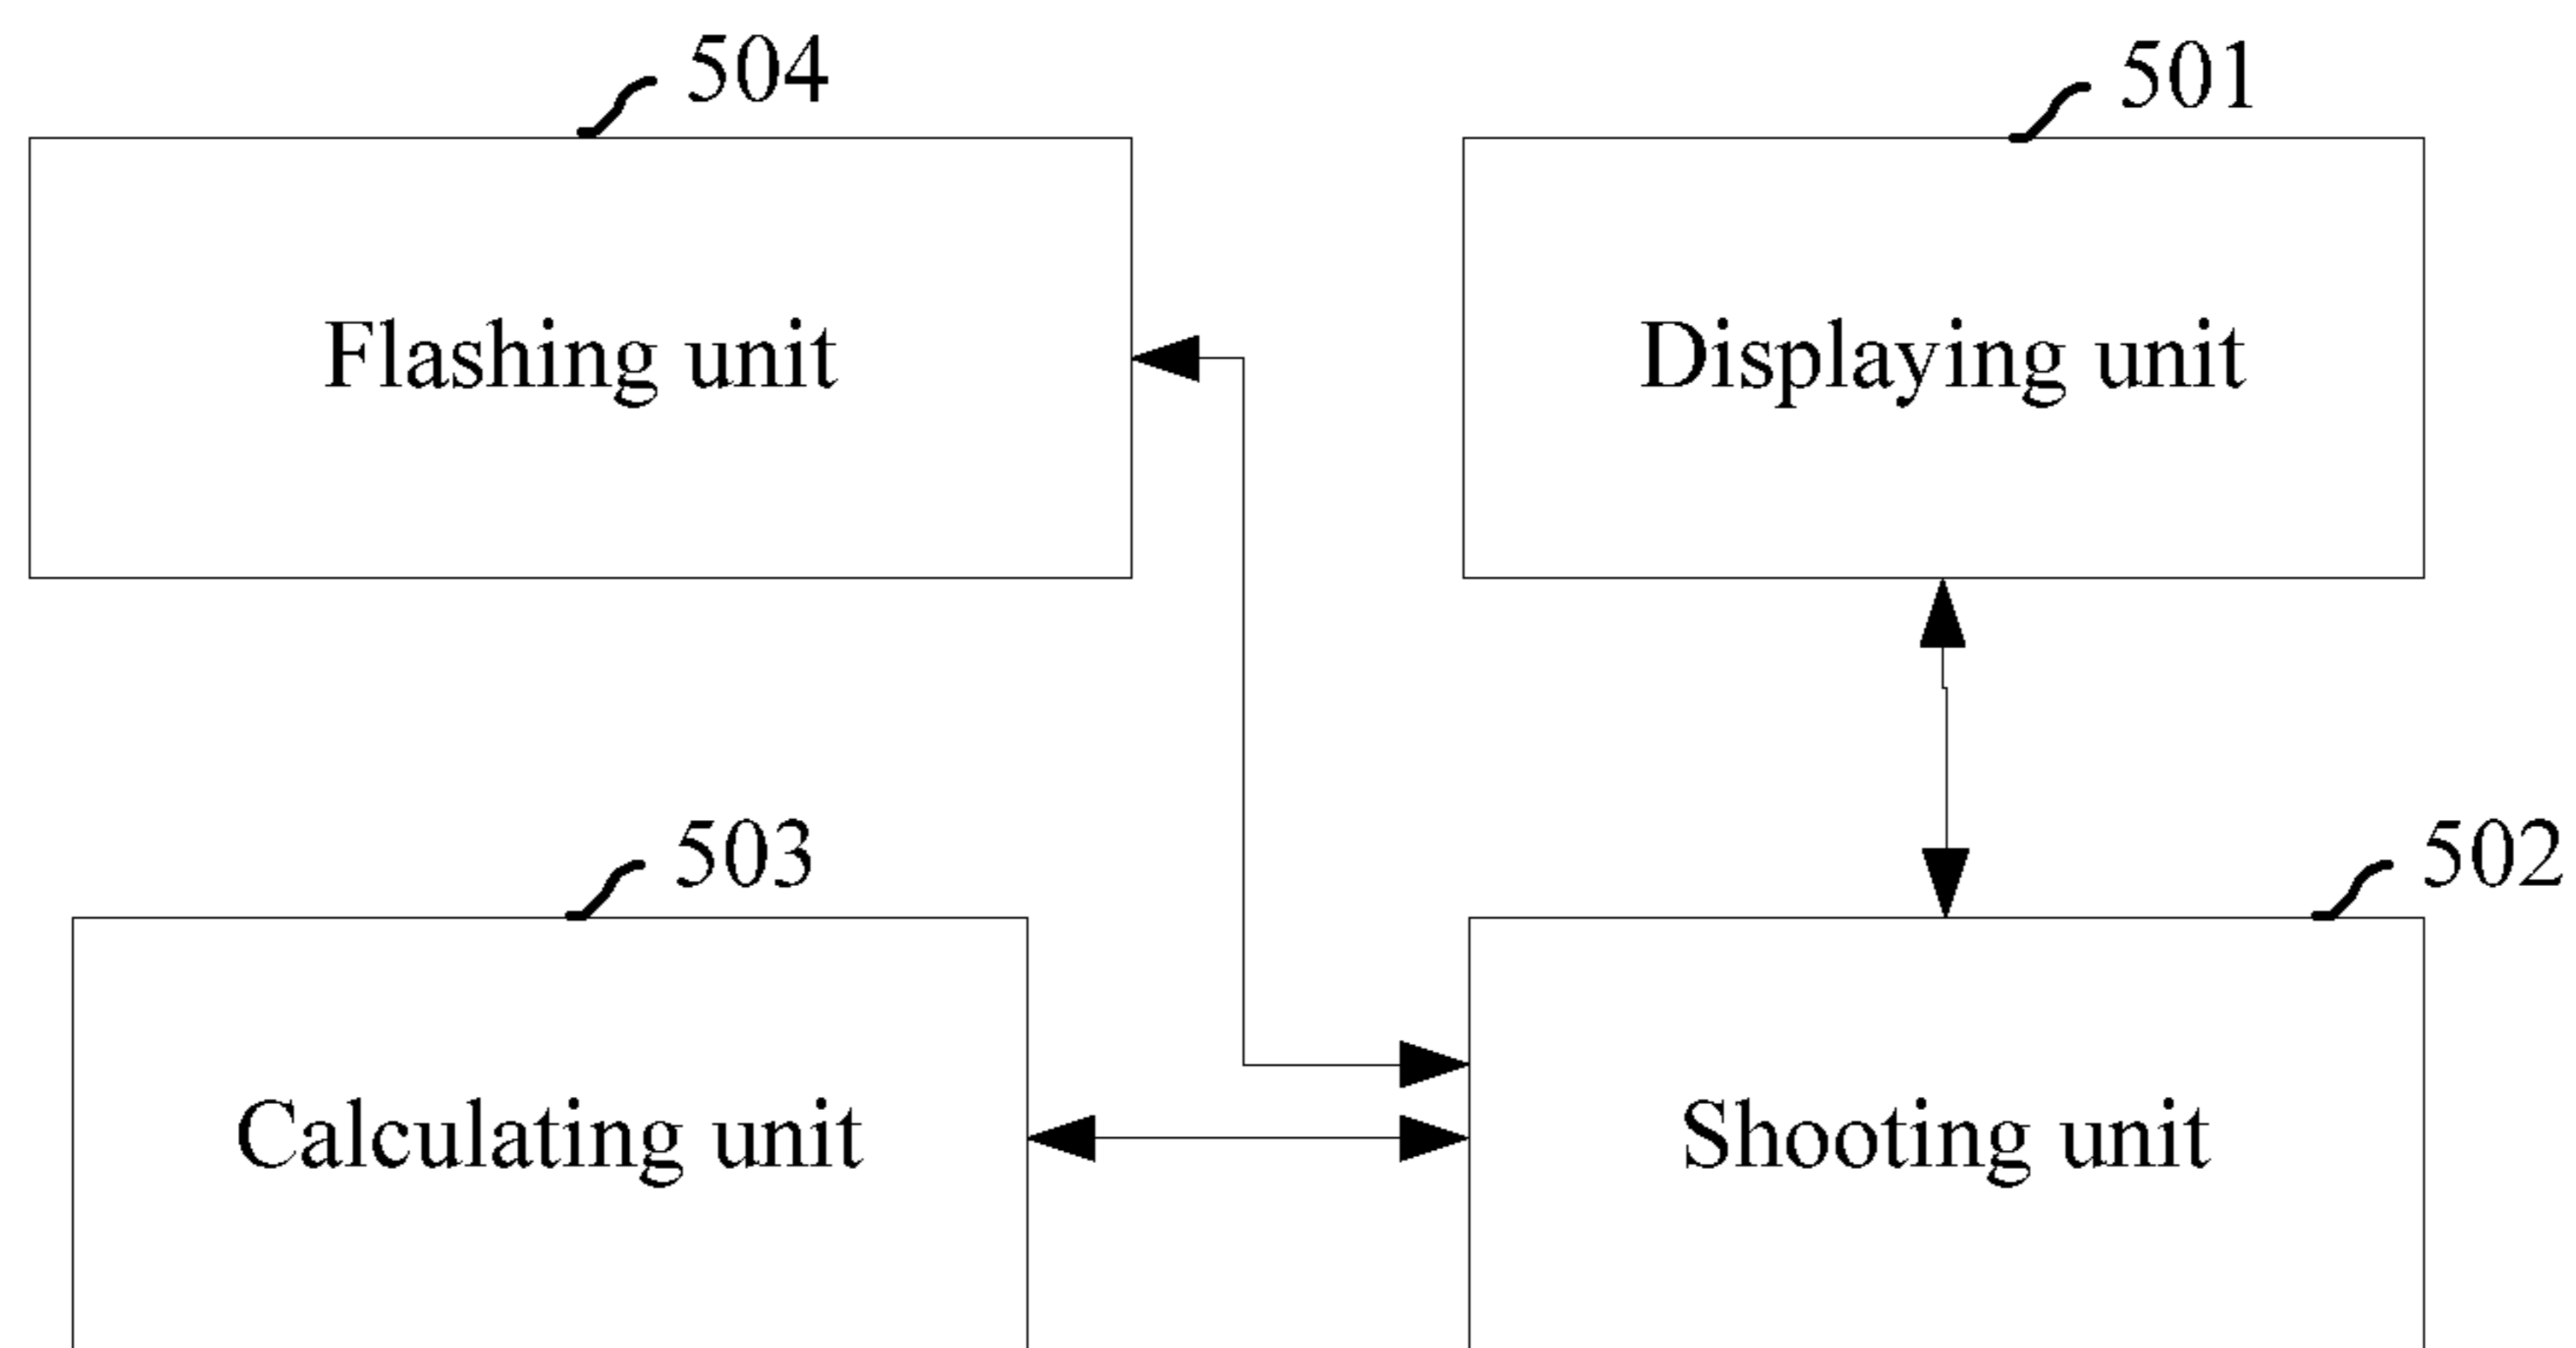 504
501
Flashing unit
Displaying unit
503
502
Calculating unit
Shooting unit